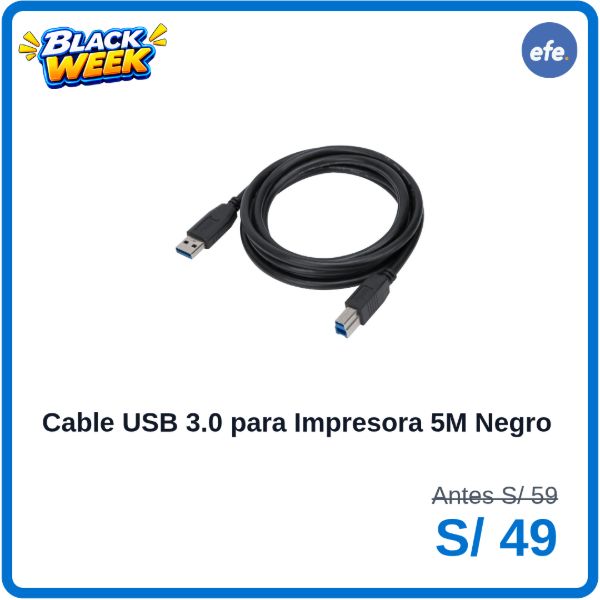 BLACK
WEEK
efe.
Cable USB 3.0 para Impresora 5M Negro
Antes S/ 59
S/ 49